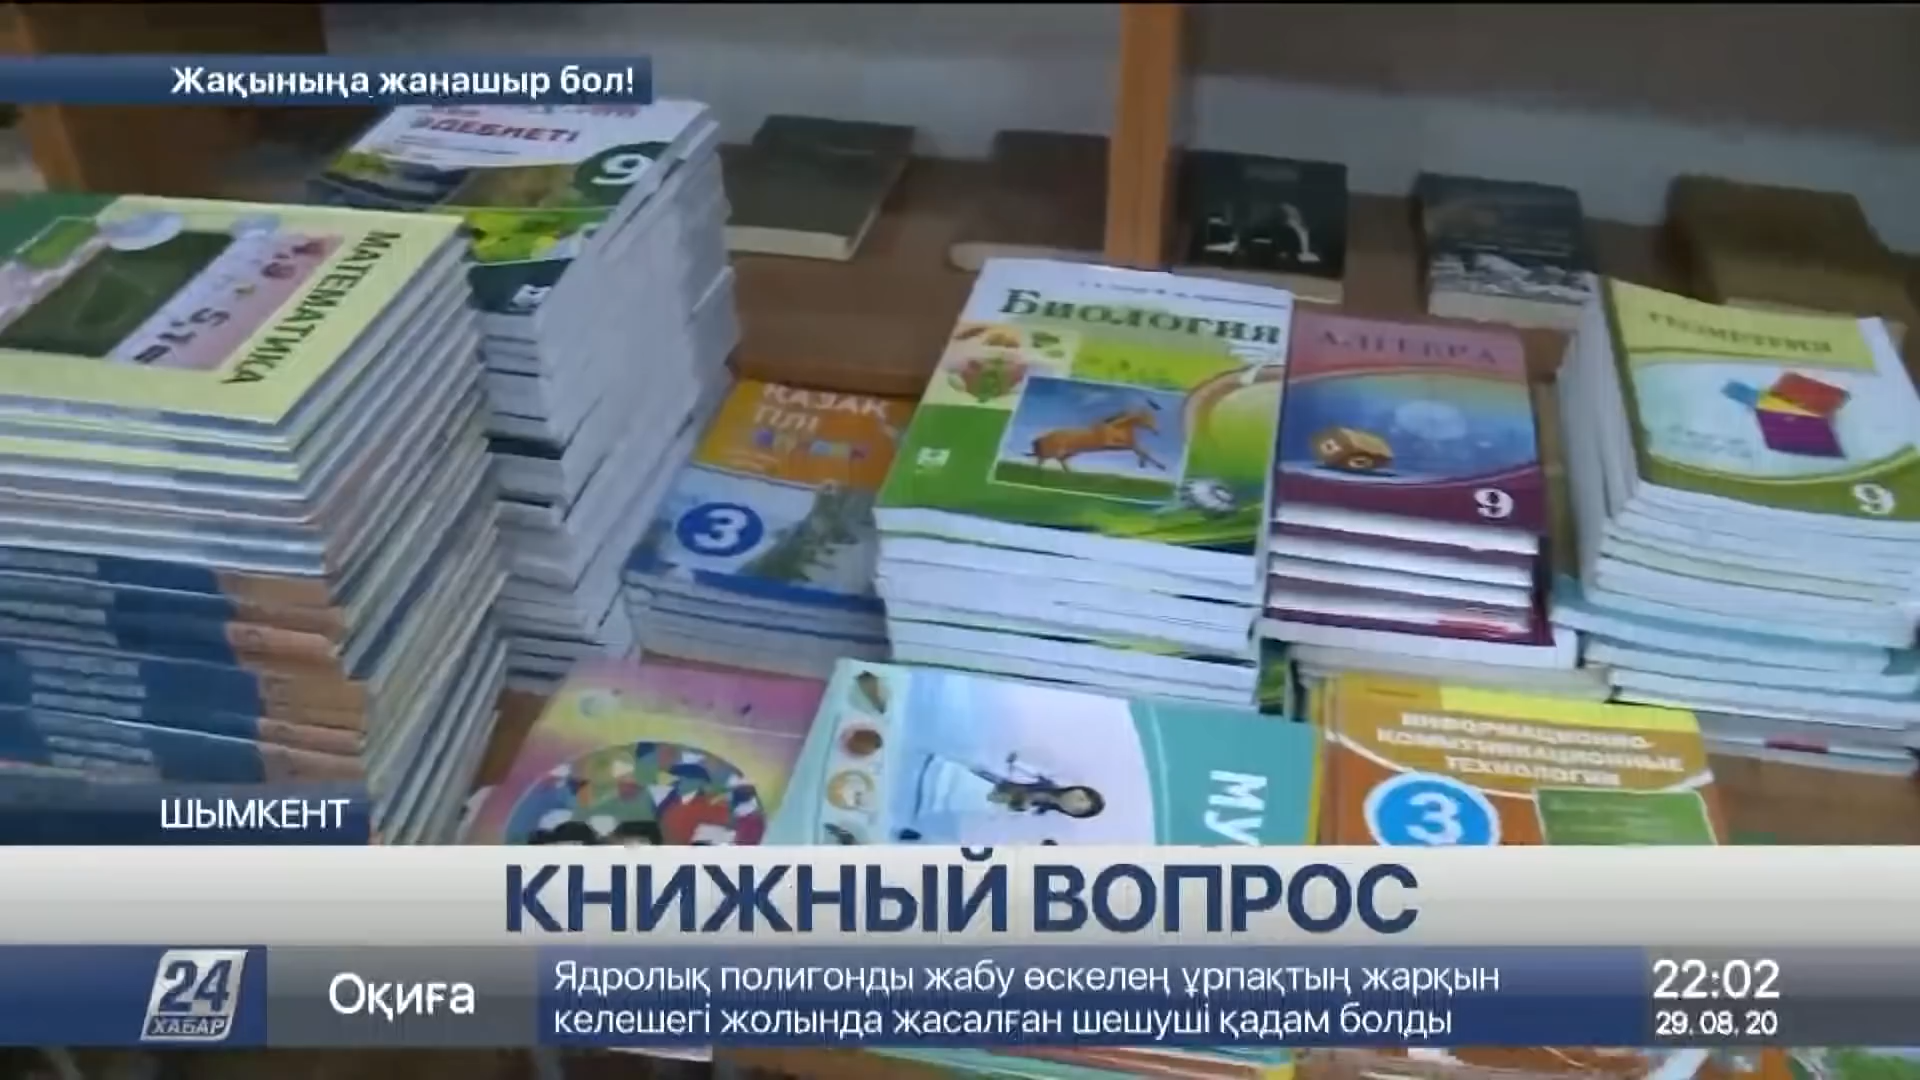 Жақыныңа жанашыр бол!
ӘДЕБИЕТІ
9
МАТЕМАТИКА
ҚАЗАҚ
ТІЛІ
3
Биология
7
АЛГЕБРА
9
ГЕОМЕТРИЯ
9
МУ
ИНФОРМАЦИОННО-
КОММУНИКАЦИОННЫЕ
ТЕХНОЛОГИИ
3
ШЫМКЕНТ
КНИЖНЫЙ ВОПРОС
24
ХАБАР
Оқиға
Ядролық полигонды жабу өскелең ұрпақтың жарқын
келешегі жолында жасалған шешуші қадам болды
22:02
29.08.20